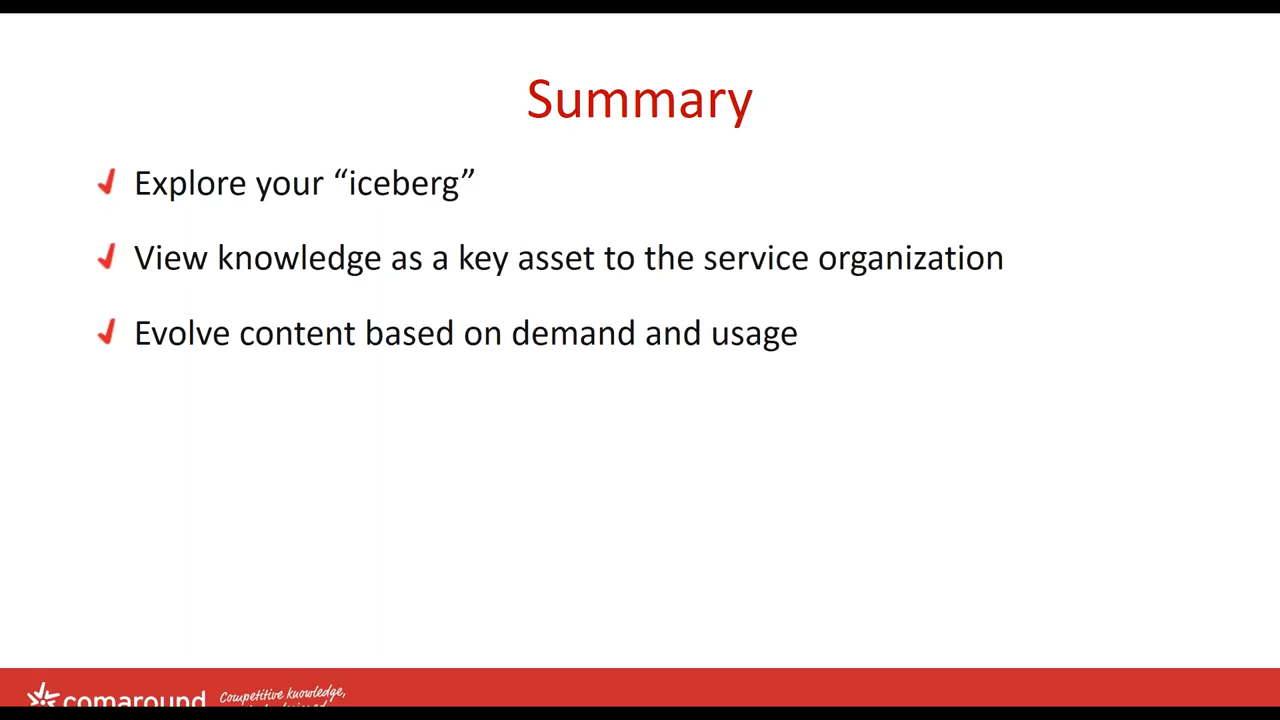 Summary
Explore your “iceberg”
View knowledge as a key asset to the service organization
Evolve content based on demand and usage
comaround
Competitive knowledge,